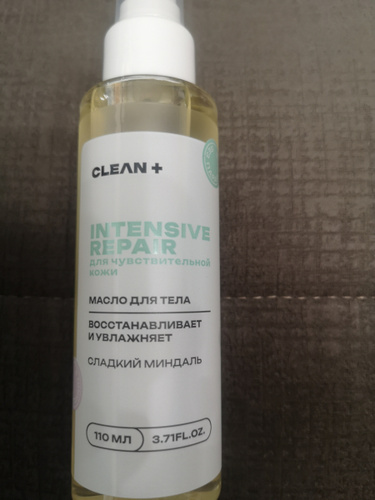 CLEAN +
INTENSIVE
REPAIR
для чувствительной
кожи
МАСЛО ДЛЯ ТЕЛА
ВОССТАНАВЛИВАЕТ
И УВЛАЖНЯЕТ
СЛАДКИЙ МИНДАЛЬ
110 МЛ 3.71FL.OZ.